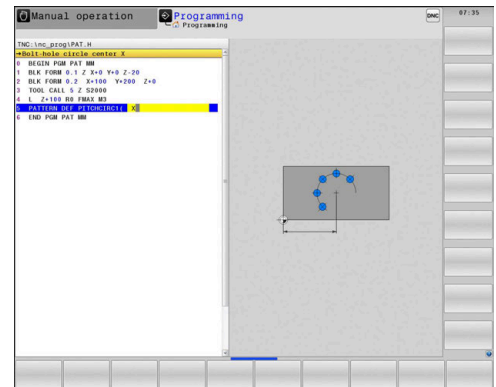 Manual operation
Programming
Programming
DNC
07:35
TNC:\nc_prog\PAT.H
→Bolt-hole circle center X
0 BEGIN PGM PAT MM
1 BLK FORM 0.1 Z X+0 Y+0 Z-20
2 BLK FORM 0.2 X+100 Y+200 Z+0
3 TOOL CALL 5 Z S2000
4 L Z+100 R0 FMAX M3
5 PATTERN DEF PITCHCIRC1( X
6 END PGM PAT MM